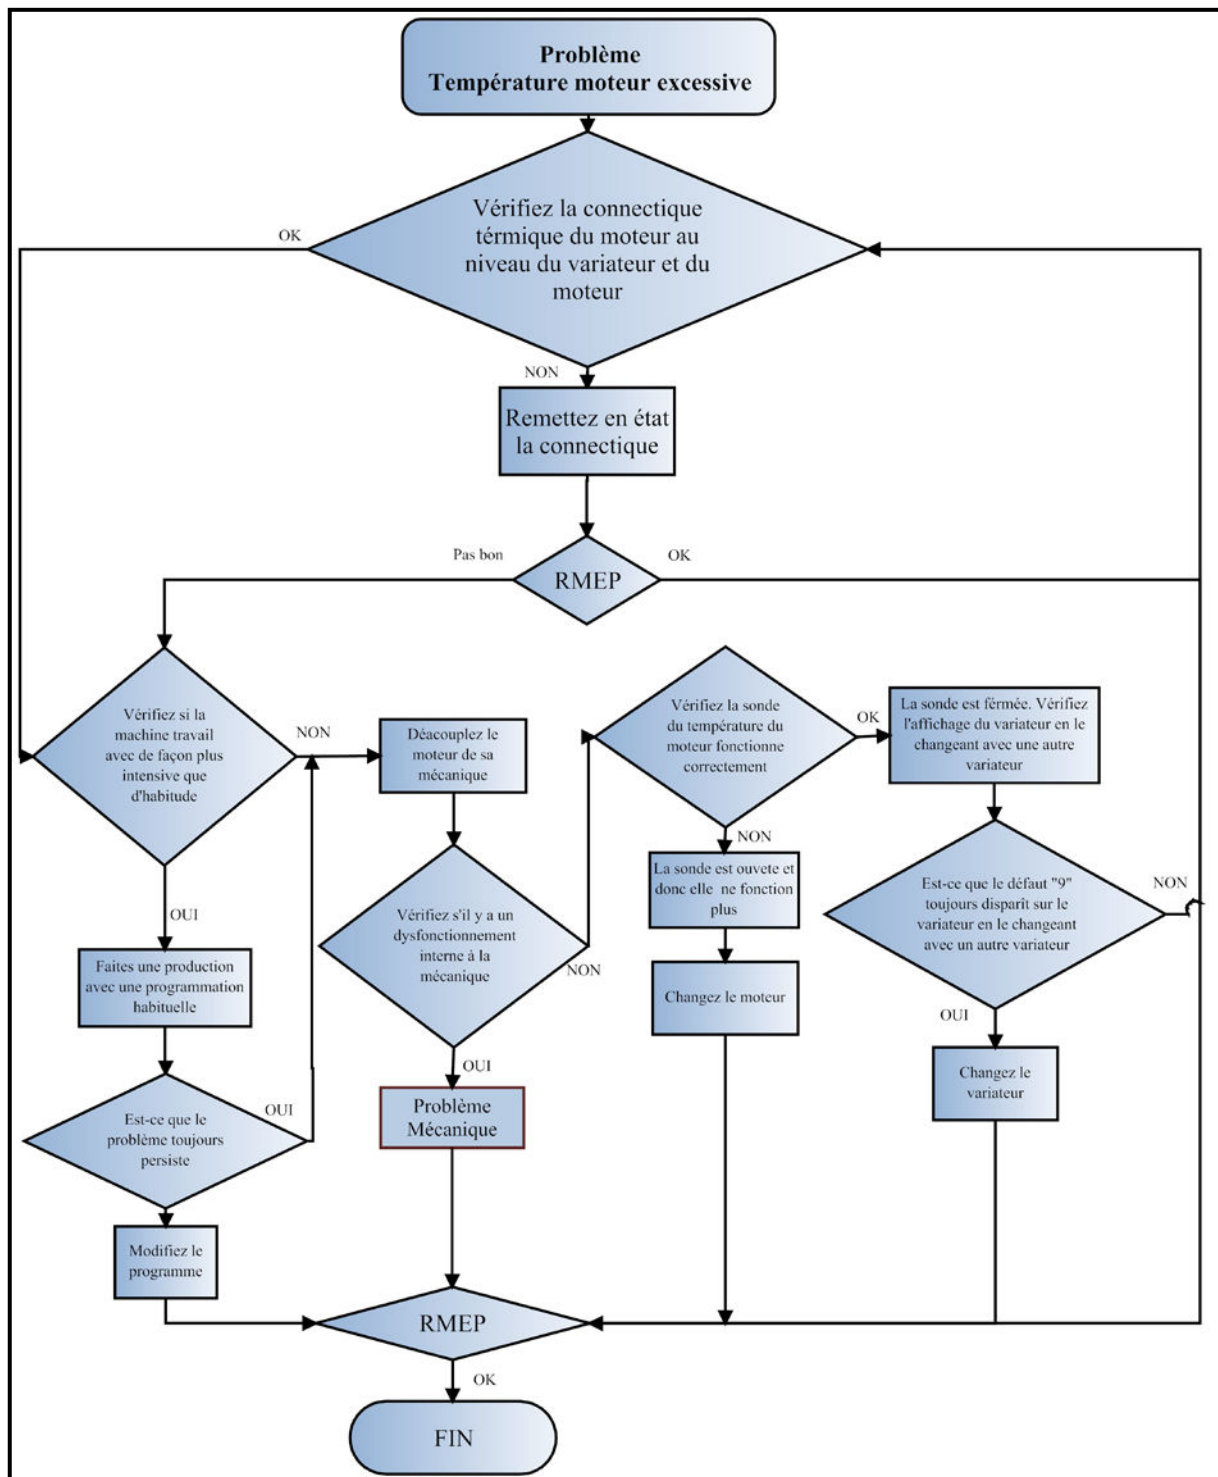 Problème
Température moteur excessive
Vérifiez la connectique
térmique du moteur au
niveau du variateur et du
moteur
OK
NON
Remettez en état
la connectique
Pas bon
RMEP
OK
Vérifiez si la
machine travail
avec de façon plus
intensive que
d'habitude
NON
Déacouplez le
moteur de sa
mécanique
Vérifiez la sonde
du température du
moteur fonctionne
correctement
OK
La sonde est férmée. Vérifiez
l'affichage du variateur en le
changeant avec une autre
variateur
NON
La sonde est ouvete et
donc elle ne fonction
plus
Est-ce que le défaut "9"
toujours disparît sur le
variateur en le changeant
avec un autre variateur
NON
OUI
Vérifiez s'il y a un
dysfonctionnement
interne à la
mécanique
NON
Faites une production
avec une programmation
habituelle
Changez le moteur
OUI
OUI
Changez le
variateur
Est-ce que le
problème toujours
persiste
OUI
Problème
Mécanique
Modifiez le
programme
RMEP
OK
FIN